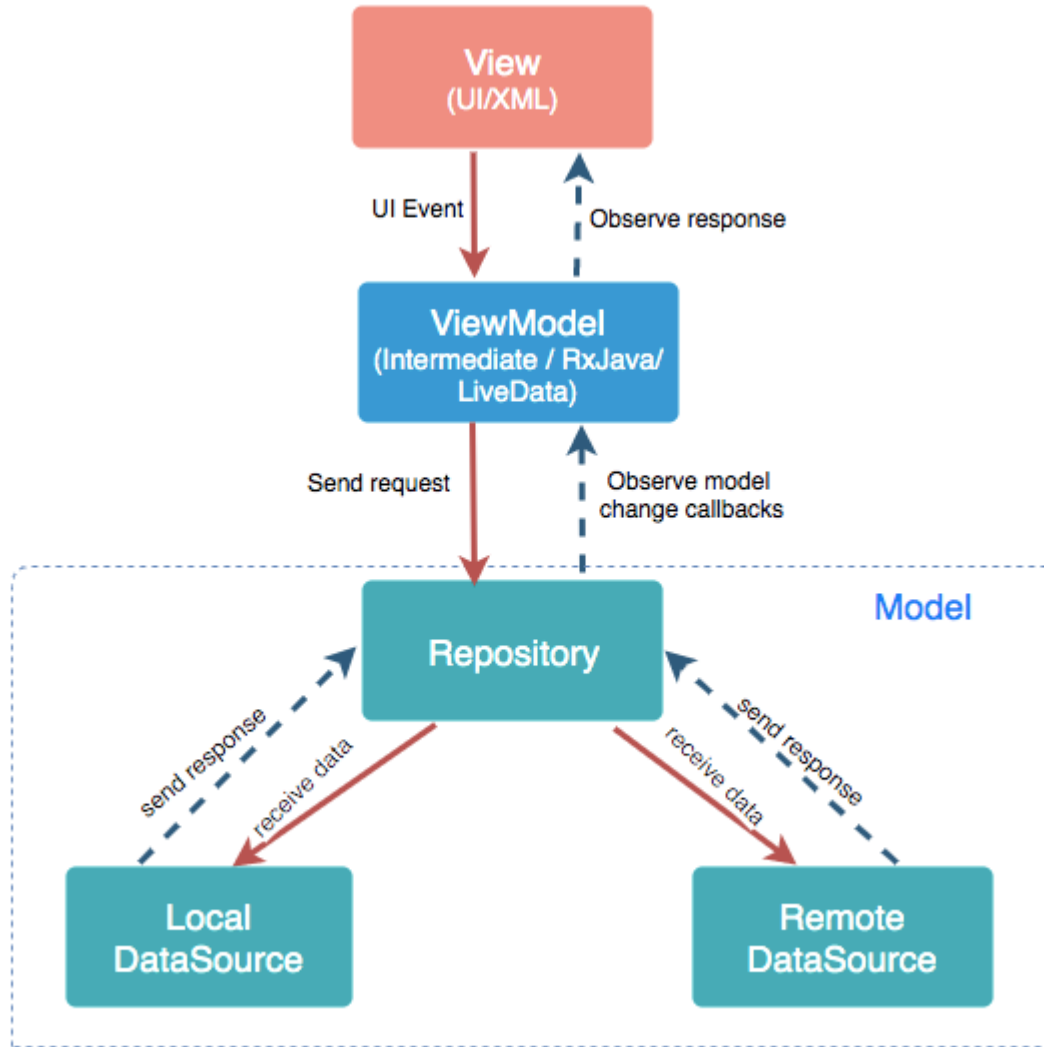 View
(UI/XML)
UI Event
Observe response
ViewModel
(Intermediate / RxJava/
LiveData)
Send request
Observe model
change callbacks
Model
Repository
send response
receive data
receive data
send response
Local
DataSource
Remote
DataSource